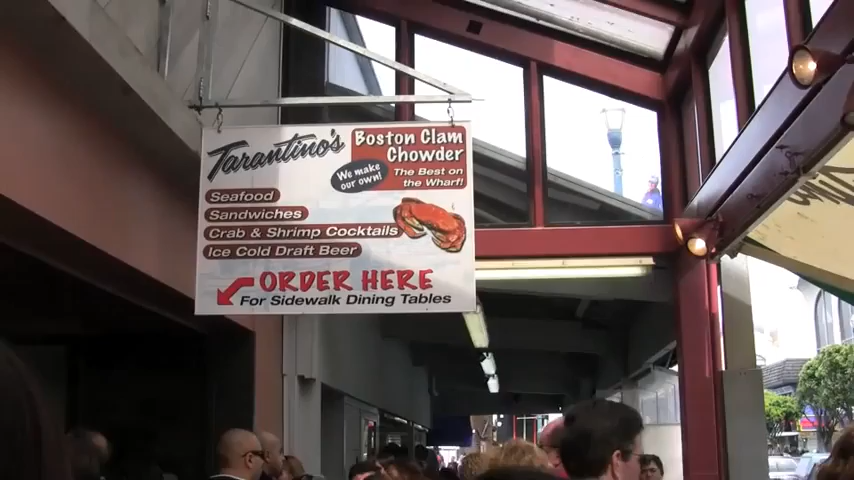 Tarantino's
Boston Clam
Chowder
We make
our own!
The Best on
the Wharf!
Seafood
Sandwiches
Crab & Shrimp Cocktails
Ice Cold Draft Beer
ORDER HERE
For Sidewalk Dining Tables